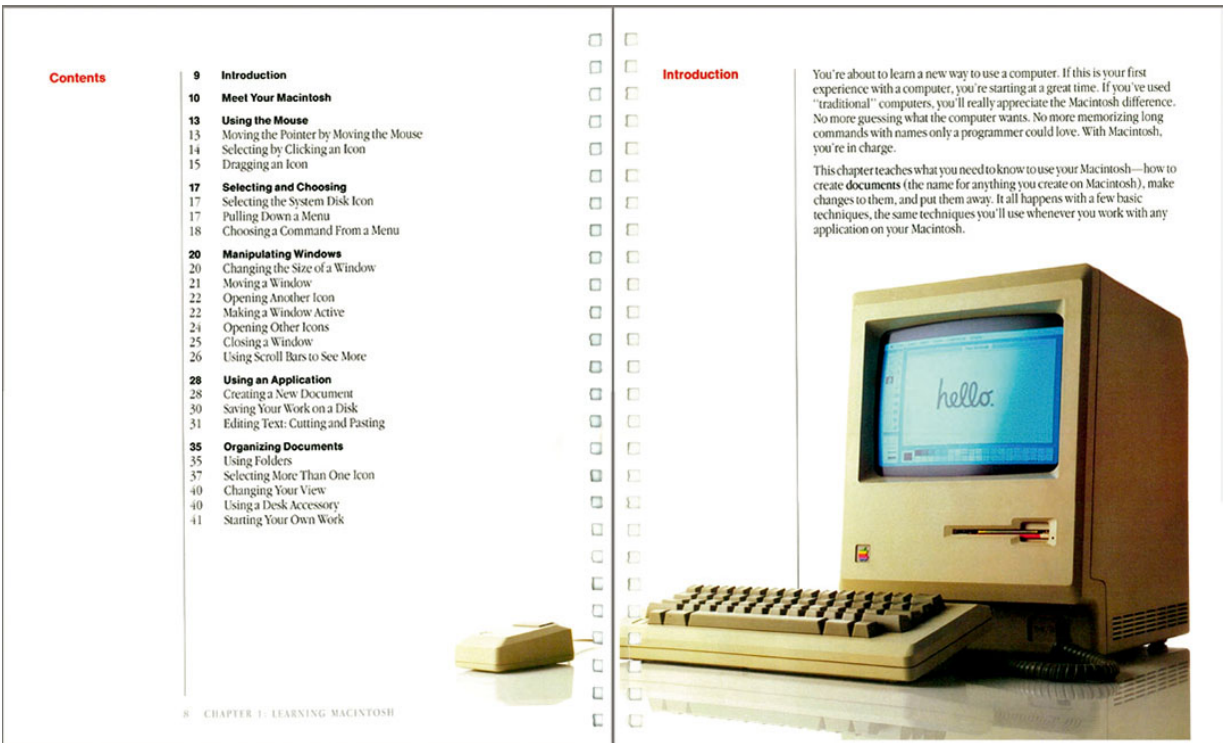 Contents
9 Introduction
10 Meet Your Macintosh
13 Using the Mouse
13 Moving the Pointer by Moving the Mouse
14 Selecting by Clicking an Icon
15 Dragging an Icon
17 Selecting and Choosing
17 Selecting the System Disk Icon
17 Pulling Down a Menu
18 Choosing a Command From a Menu
20 Manipulating Windows
20 Changing the Size of a Window
21 Moving a Window
22 Opening Another Icon
22 Making a Window Active
24 Opening Other Icons
25 Closing a Window
26 Using Scroll Bars to See More
28 Using an Application
28 Creating a New Document
30 Saving Your Work on a Disk
31 Editing Text: Cutting and Pasting
35 Organizing Documents
35 Using Folders
37 Selecting More Than One Icon
40 Changing Your View
40 Using a Desk Accessory
41 Starting Your Own Work
8 CHAPTER 1: LEARNING MACINTOSH
Introduction
You're about to learn a new way to use a computer. If this is your first
experience with a computer, you're starting at a great time. If you've used
"traditional" computers, you'll really appreciate the Macintosh difference.
No more guessing what the computer wants. No more memorizing long
commands with names only a programmer could love. With Macintosh,
you're in charge.
This chapter teaches what you need to know to use your Macintosh—how to
create documents (the name for anything you create on Macintosh), make
changes to them, and put them away. It all happens with a few basic
techniques, the same techniques you'll use whenever you work with any
application on your Macintosh.
hello.